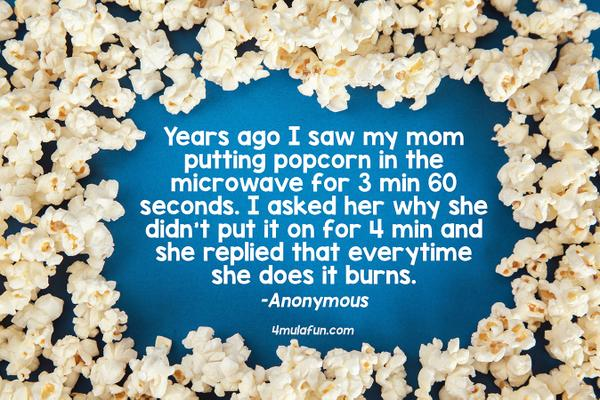 Years ago I saw my mom
putting popcorn in the
microwave for 3 min 60
seconds. I asked her why she
didn't put it on for 4 min and
she replied that everytime
she does it burns.
-Anonymous
4mulafun.com